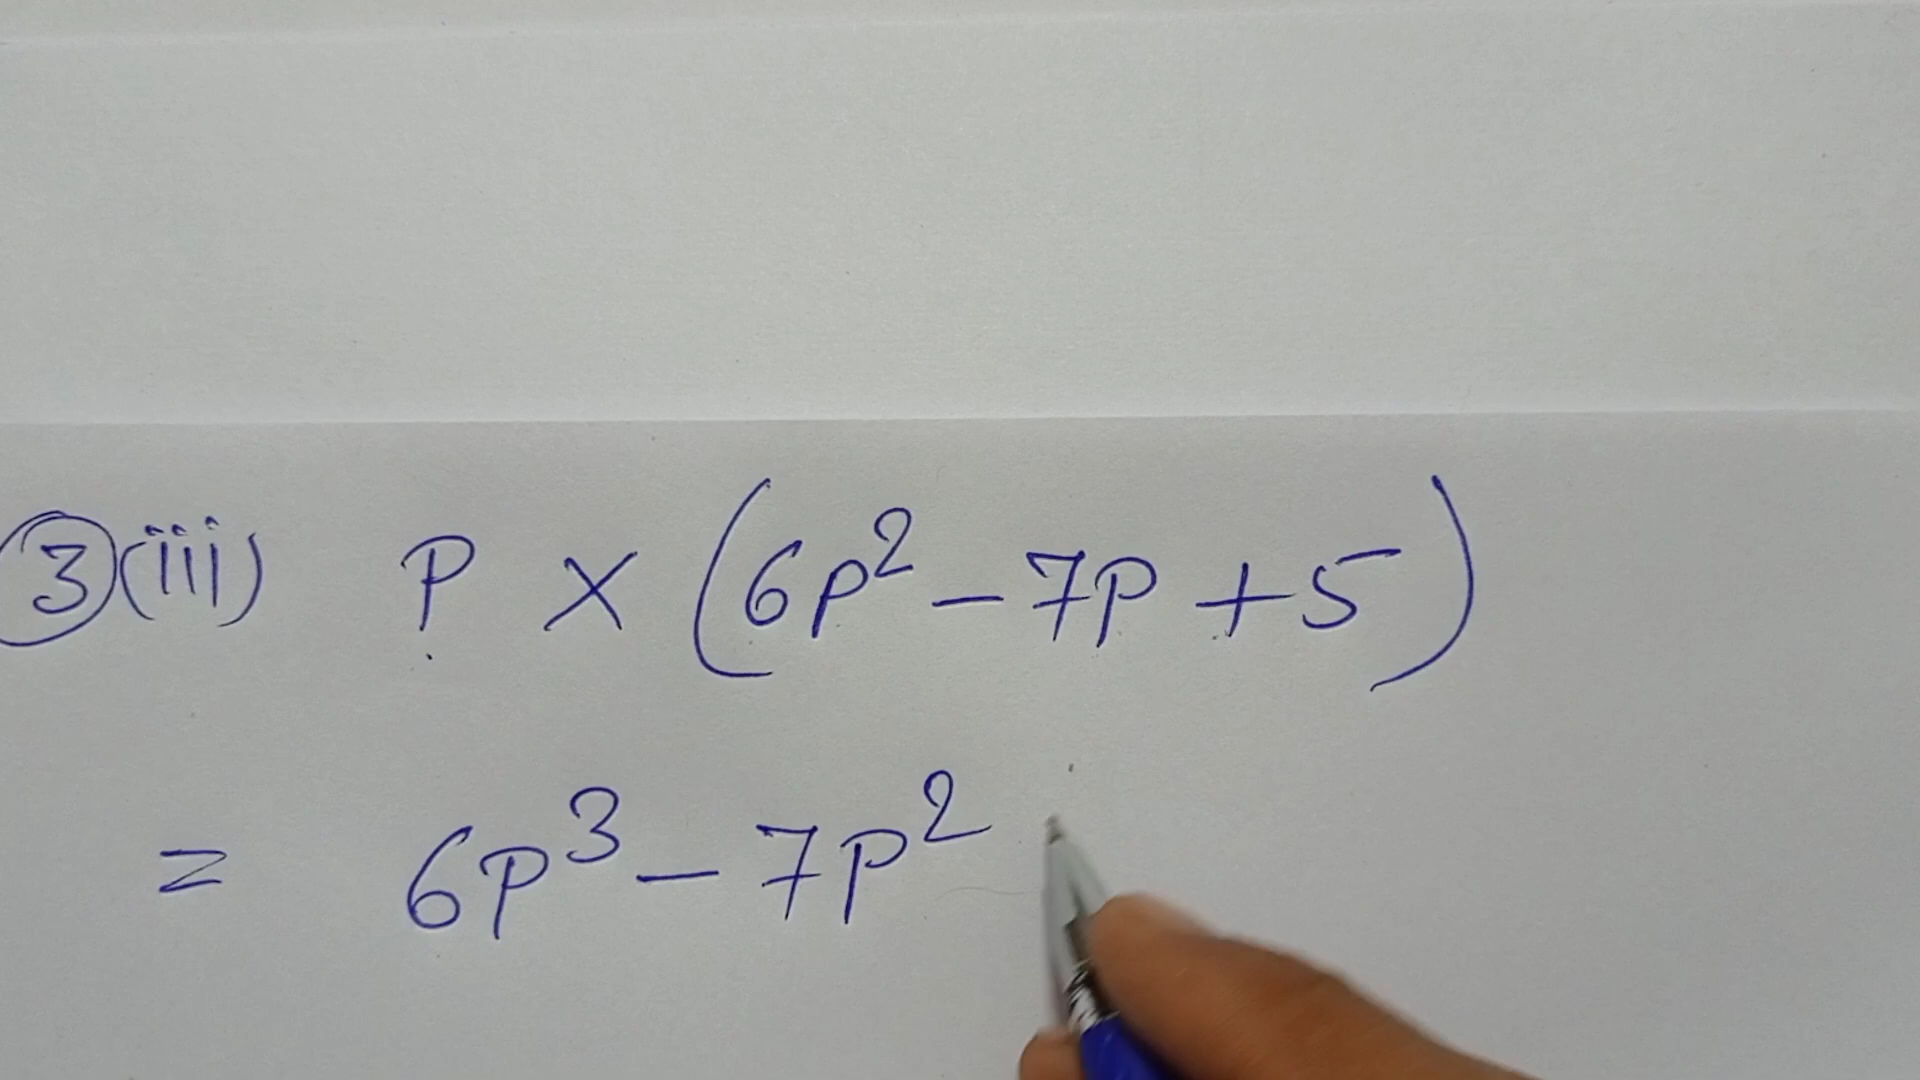 ③(iii) P × (6p² − 7p + 5)
= 6p³ − 7p²